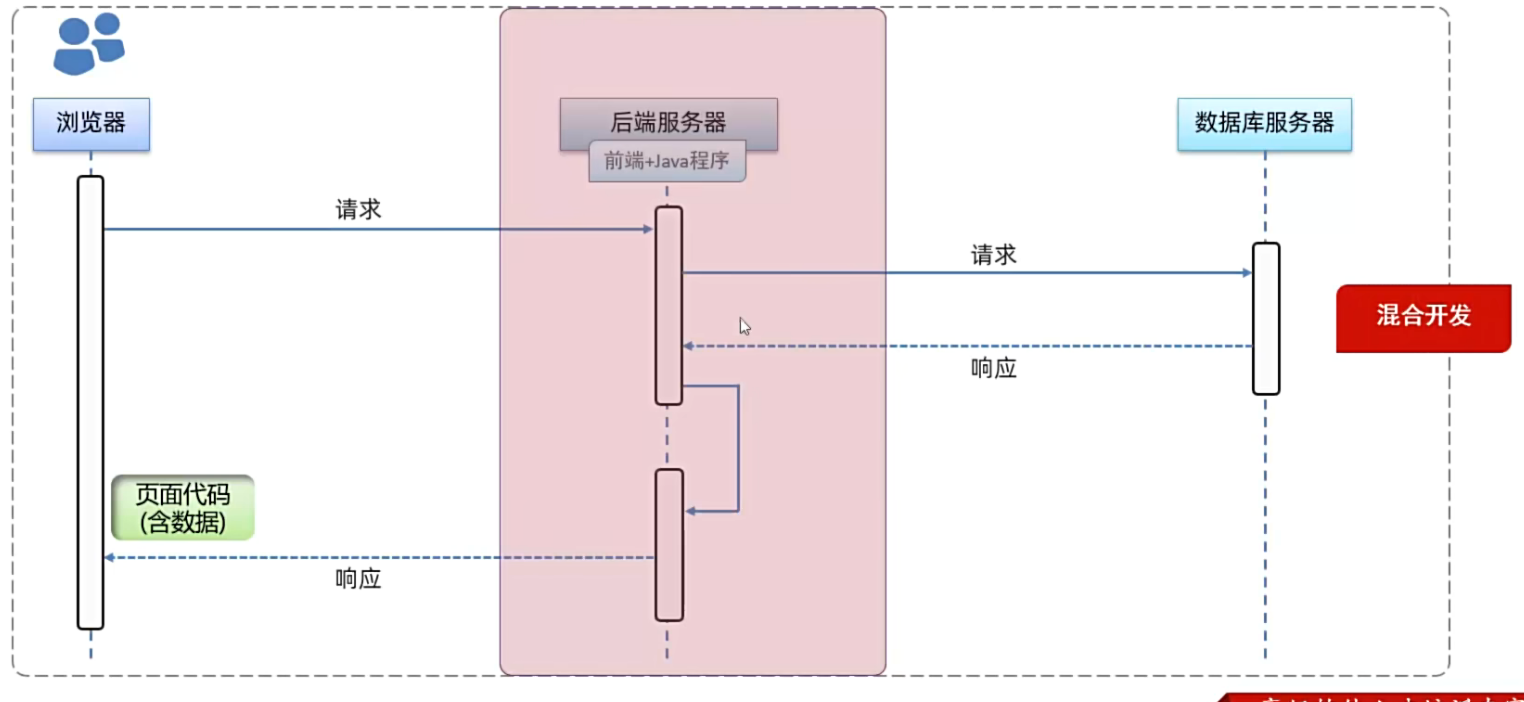 浏览器
后端服务器
数据库服务器
前端+Java程序
请求
请求
混合开发
响应
页面代码
(含数据)
响应